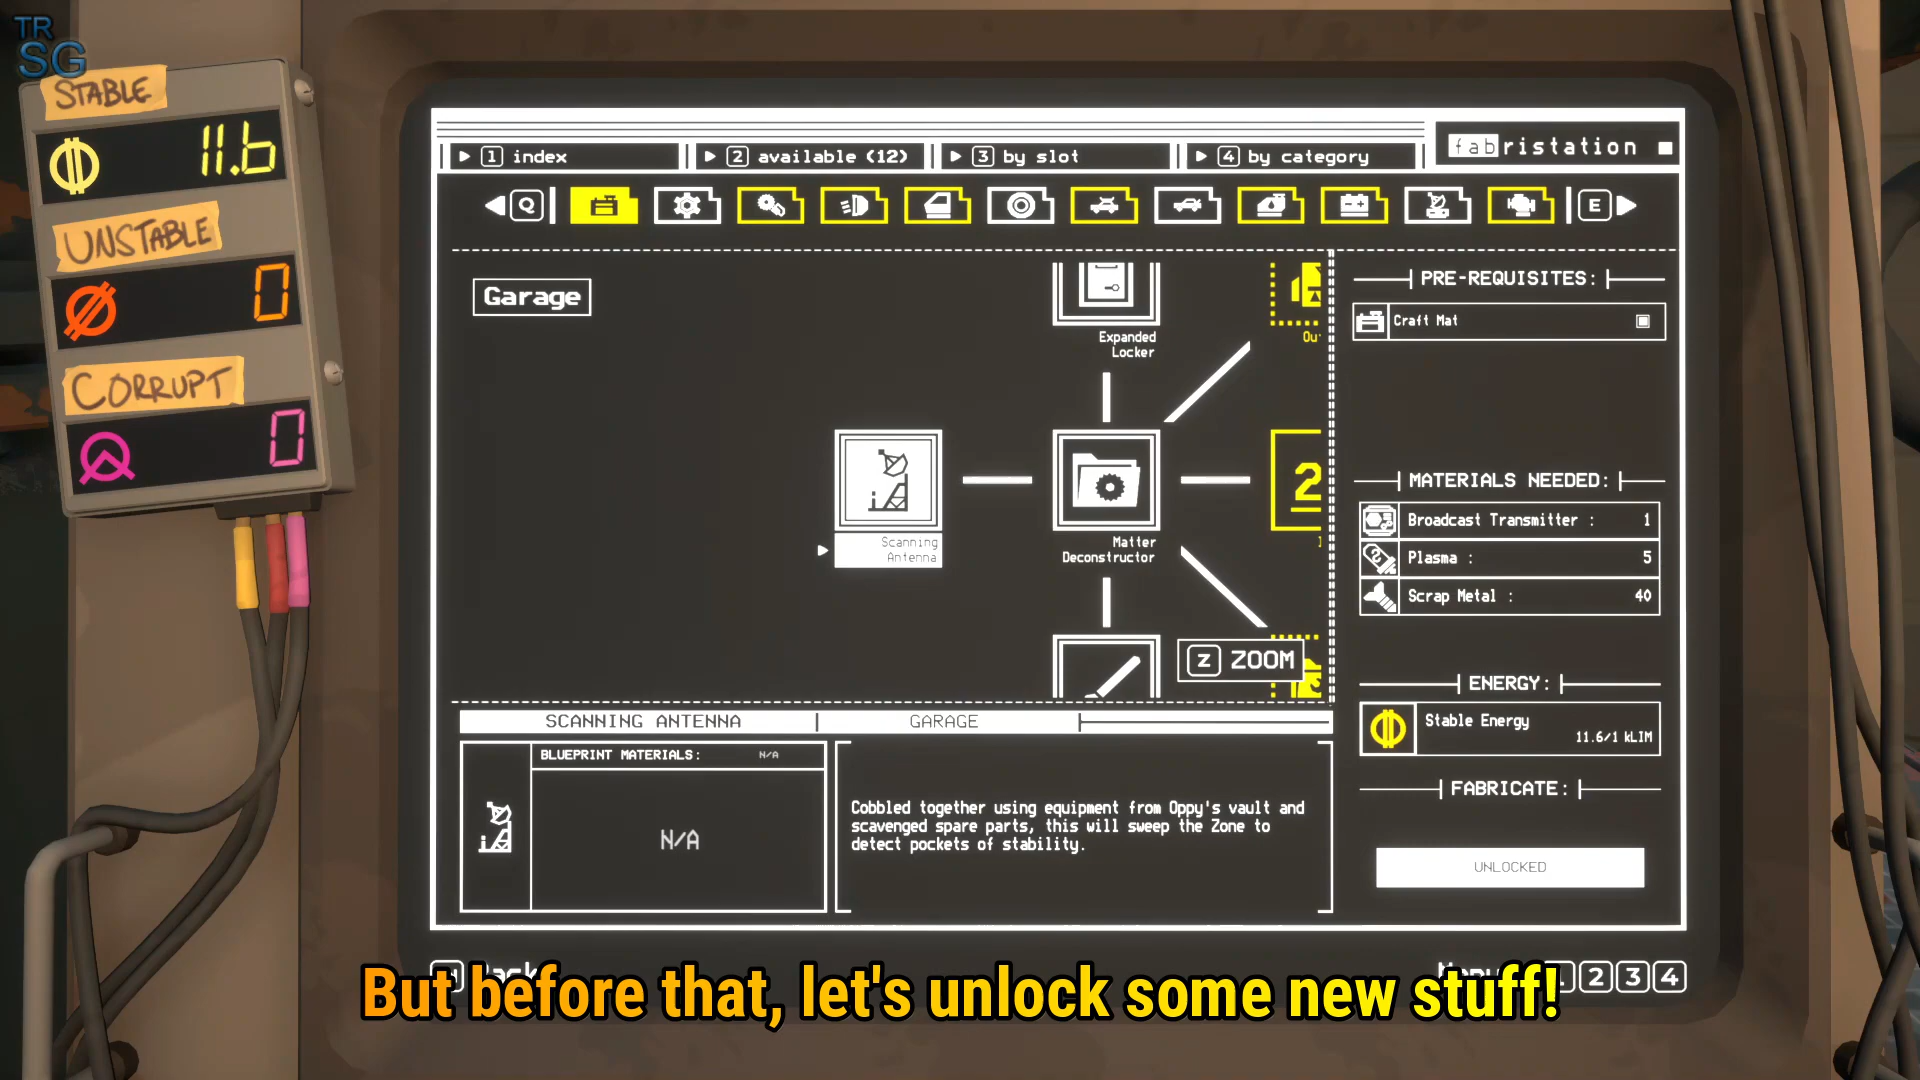 TR
SG
STABLE
11.6
UNSTABLE
0
CORRUPT
0
1 index
2 available (12)
3 by slot
4 by category
fabristation
Q
E
Garage
Expanded
Locker
Scanning
Antenna
Matter
Deconstructor
2
Z ZOOM
PRE-REQUISITES:
Craft Mat
MATERIALS NEEDED:
Broadcast Transmitter : 1
Plasma : 5
Scrap Metal : 40
ENERGY:
Stable Energy
11.6/1 kLIM
FABRICATE:
UNLOCKED
SCANNING ANTENNA
GARAGE
BLUEPRINT MATERIALS: N/A
N/A
Cobbled together using equipment from Oppy's vault and
scavenged spare parts, this will sweep the Zone to
detect pockets of stability.
2 3 4
But before that, let's unlock some new stuff!